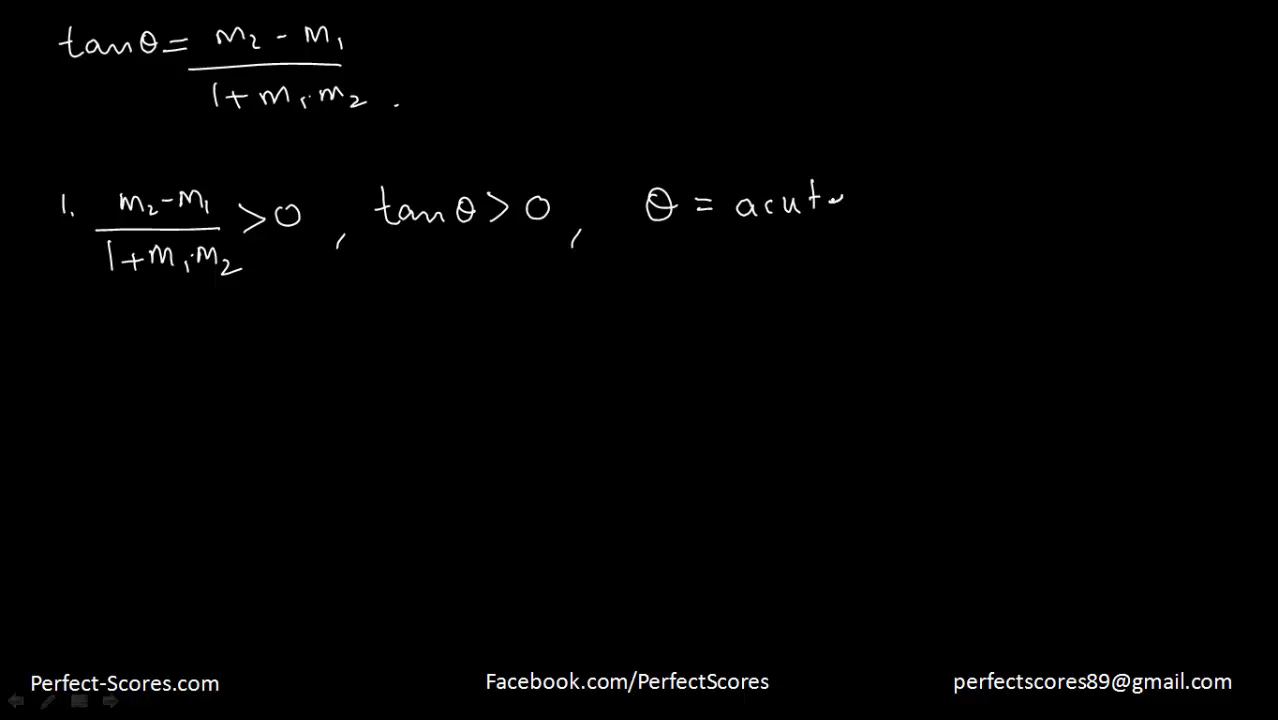 tanθ = m₂ - m₁
1 + m₁·m₂ .
1. m₂ - m₁ > 0 , tanθ > 0 , θ = acute
1 + m₁·m₂
Perfect-Scores.com Facebook.com/PerfectScores perfectscores89@gmail.com